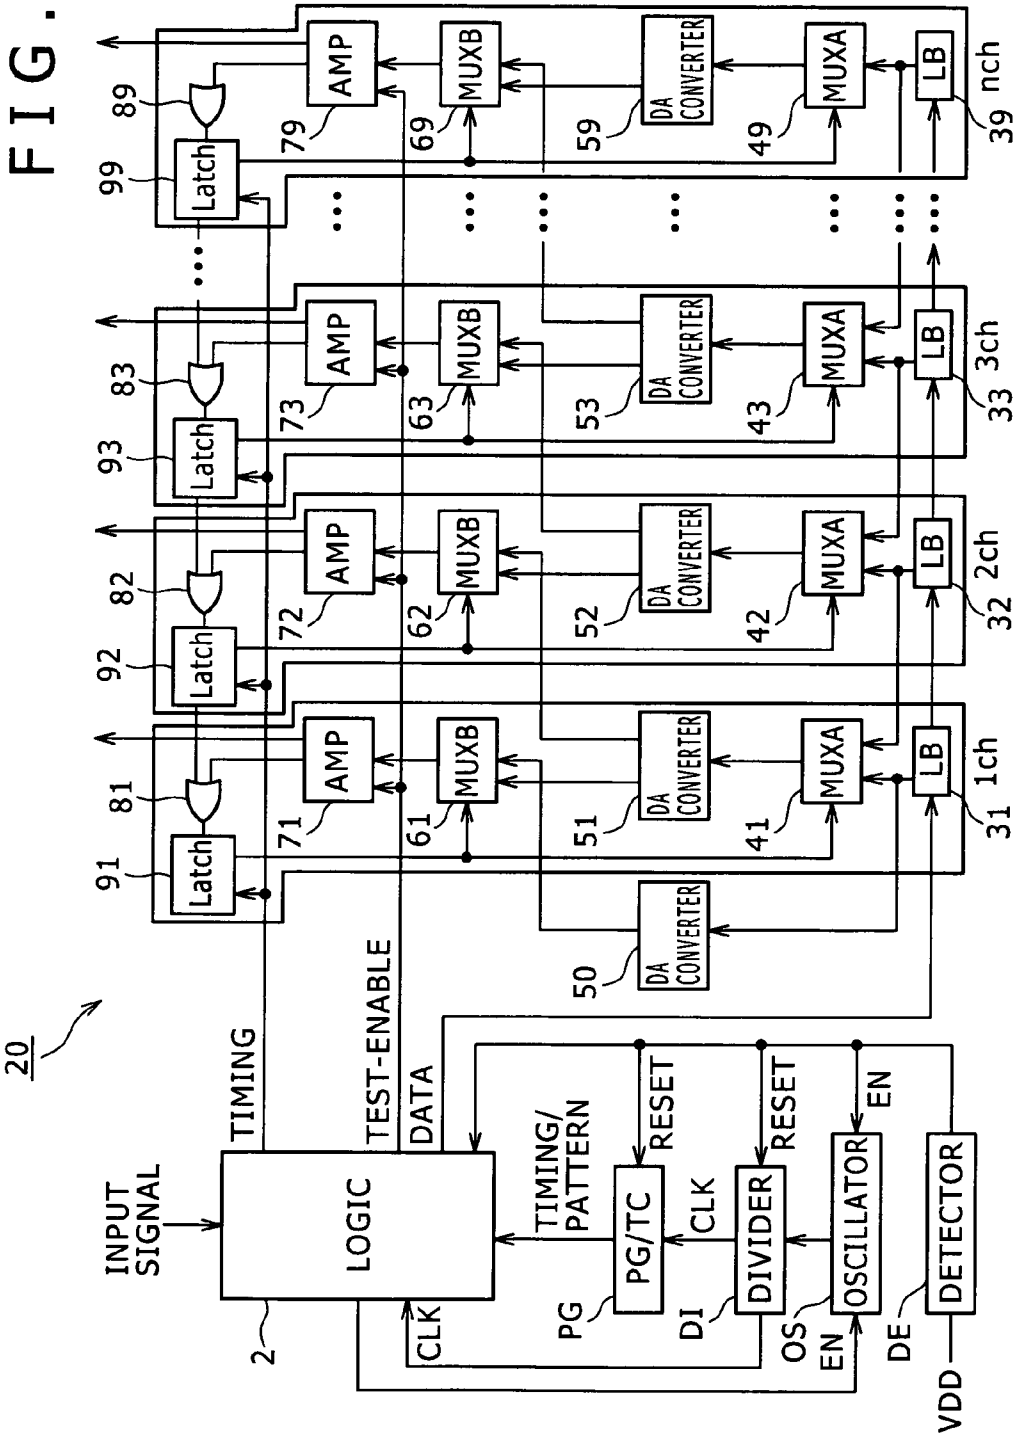 FIG.
20
INPUT
SIGNAL
2
LOGIC
TIMING
TEST-ENABLE
DATA
CLK
TIMING/
PATTERN
PG
PG/TC
RESET
CLK
DI
DIVIDER
RESET
OS
EN
OSCILLATOR
EN
DE
DETECTOR
VDD
50
DA
CONVERTER
91
Latch
81
71
AMP
61
MUXB
51
DA
CONVERTER
41
MUXA
31
LB
1ch
92
Latch
82
72
AMP
62
MUXB
52
DA
CONVERTER
42
MUXA
32
LB
2ch
93
Latch
83
73
AMP
63
MUXB
53
DA
CONVERTER
43
MUXA
33
LB
3ch
99
Latch
89
79
AMP
69
MUXB
59
DA
CONVERTER
49
MUXA
39
LB
nch